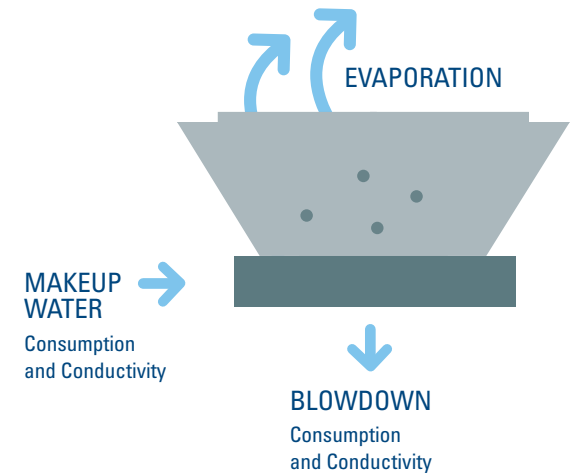 EVAPORATION
MAKEUP
WATER
Consumption
and Conductivity
BLOWDOWN
Consumption
and Conductivity